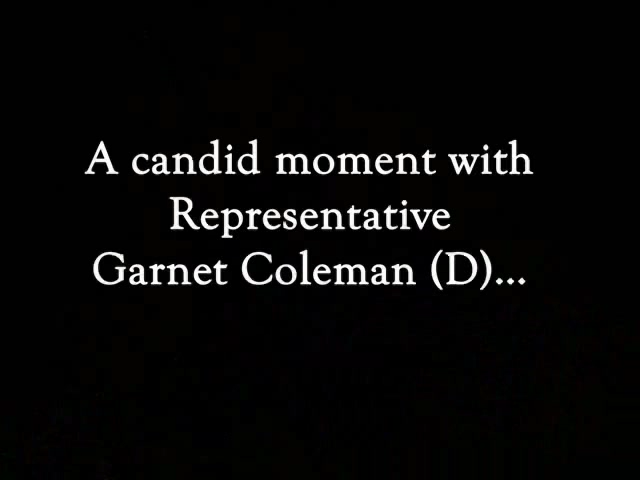 A candid moment with
Representative
Garnet Coleman (D)...